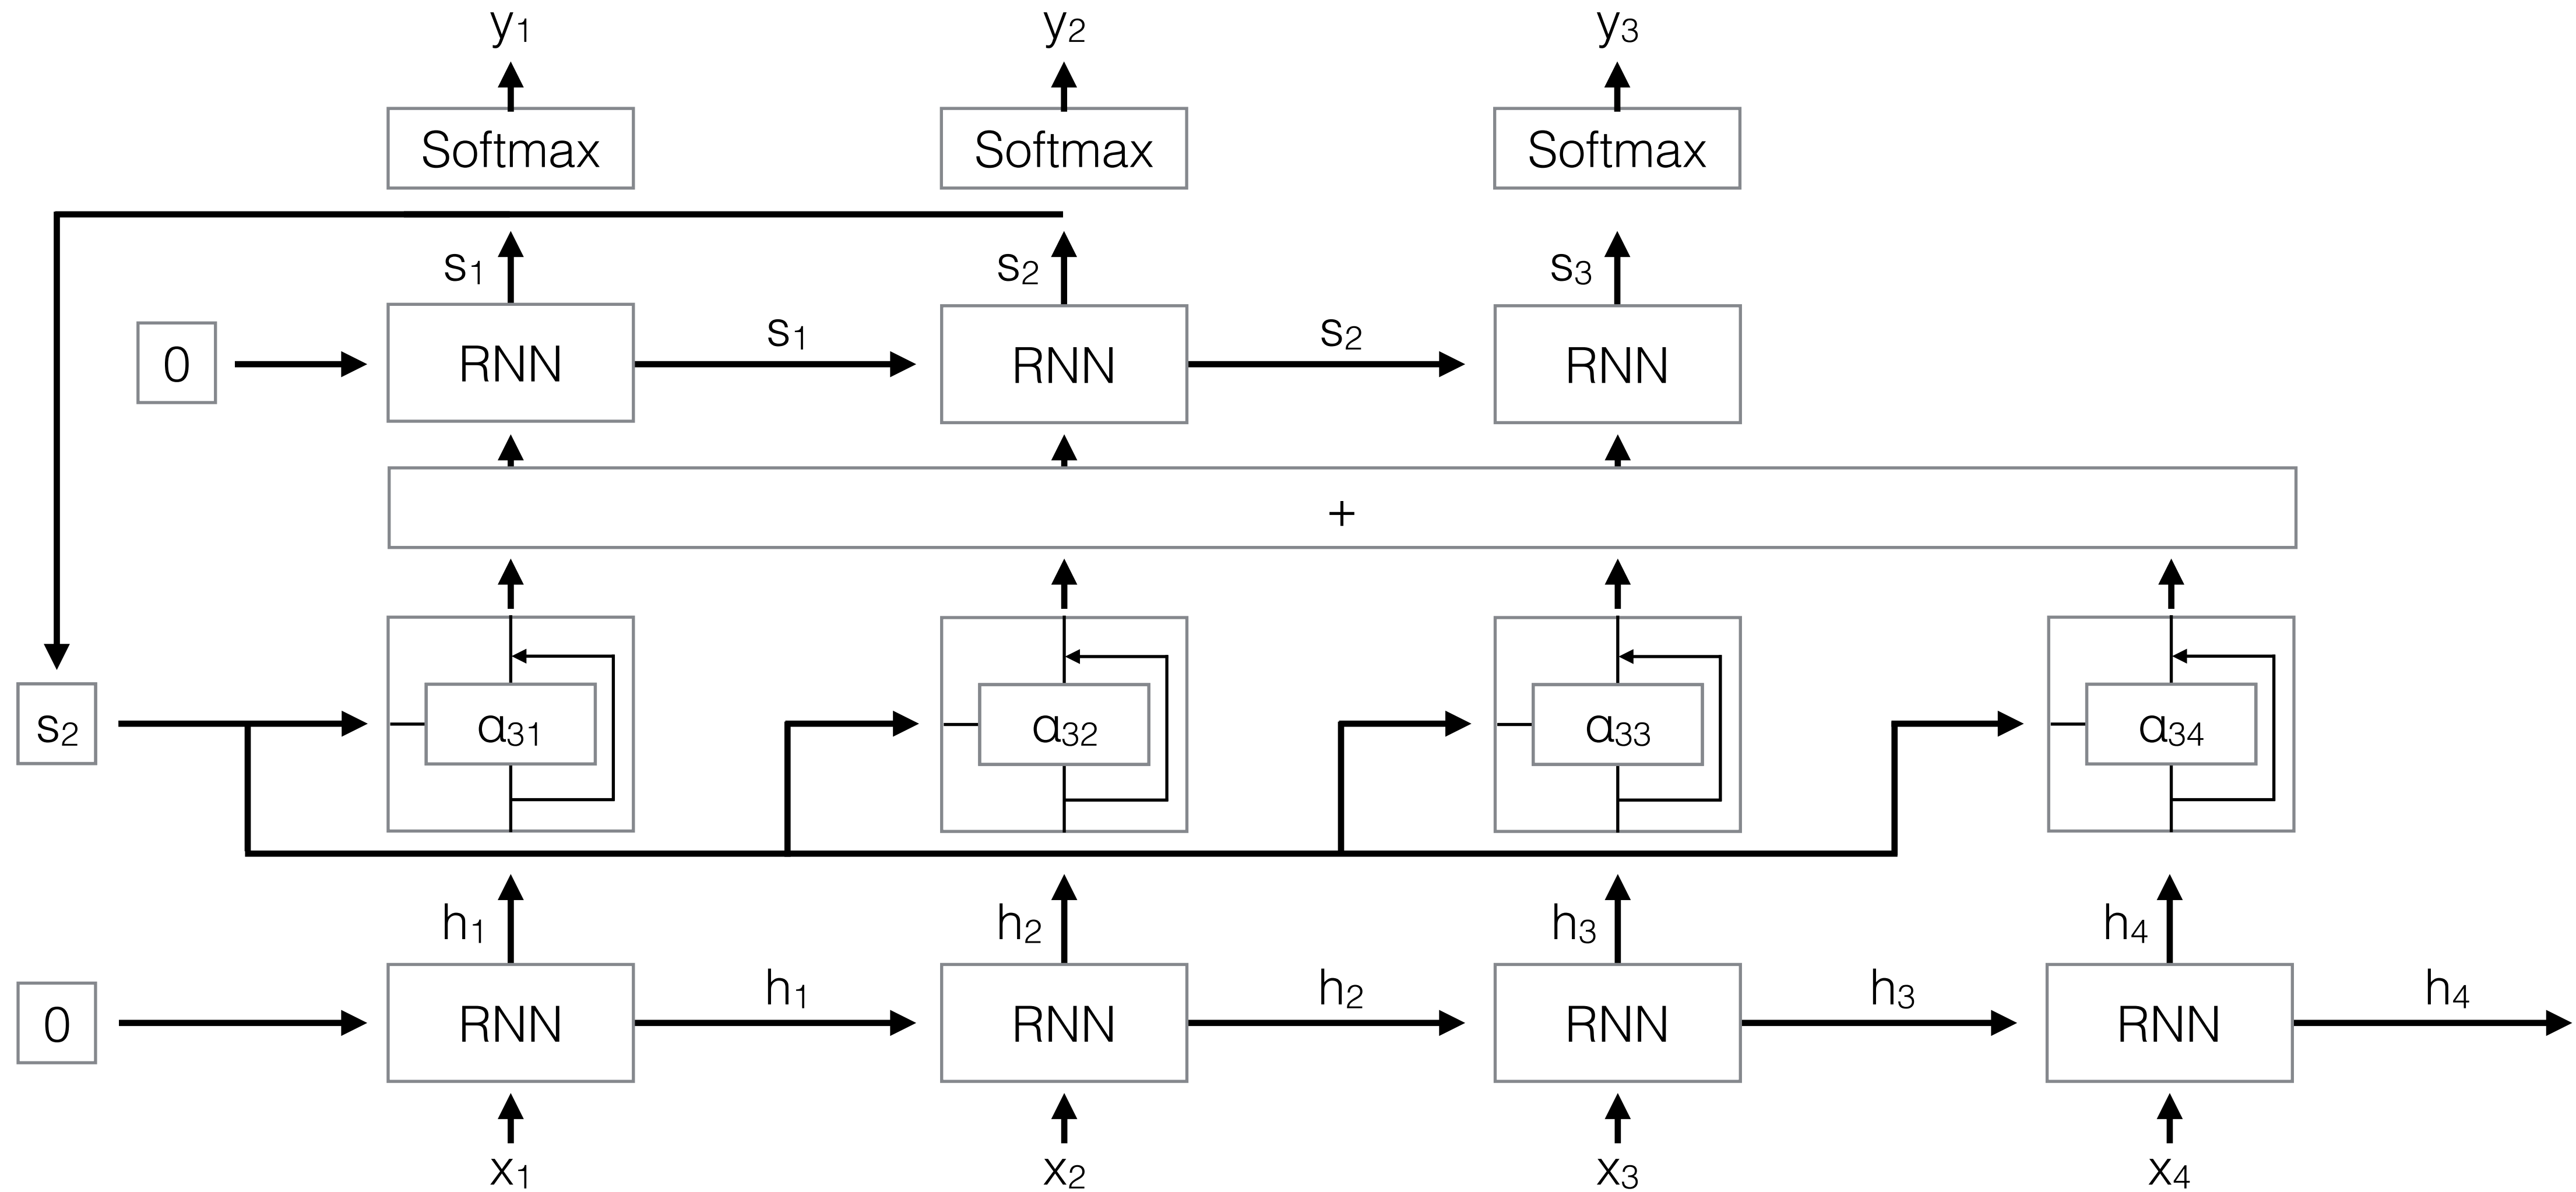 y₁ y₂ y₃
Softmax Softmax Softmax
s₁ s₂ s₃
s₁ s₂
0 RNN RNN RNN
+
s₂ α₃₁ α₃₂ α₃₃ α₃₄
h₁ h₂ h₃ h₄
h₁ h₂ h₃ h₄
0 RNN RNN RNN RNN
x₁ x₂ x₃ x₄